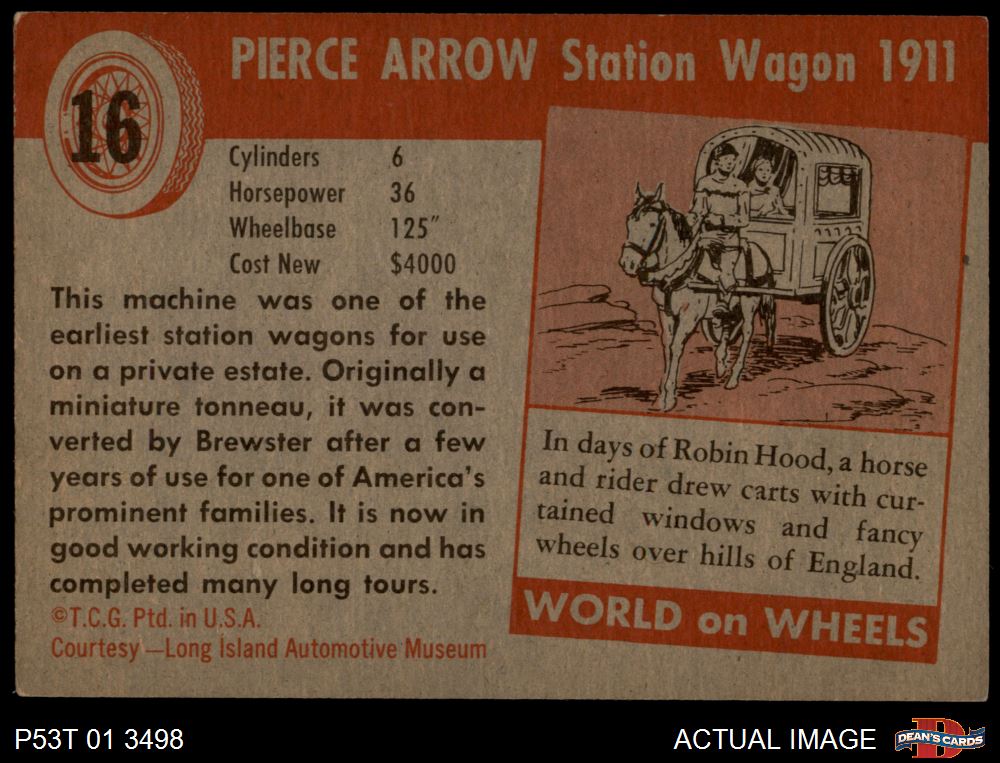 16
PIERCE ARROW Station Wagon 1911
Cylinders 6
Horsepower 36
Wheelbase 125″
Cost New $4000
This machine was one of the
earliest station wagons for use
on a private estate. Originally a
miniature tonneau, it was con-
verted by Brewster after a few
years of use for one of America's
prominent families. It is now in
good working condition and has
completed many long tours.
©T.C.G. Ptd. in U.S.A.
Courtesy—Long Island Automotive Museum
In days of Robin Hood, a horse
and rider drew carts with cur-
tained windows and fancy
wheels over hills of England.
WORLD on WHEELS
P53T 01 3498
ACTUAL IMAGE
DEAN'S CARDS